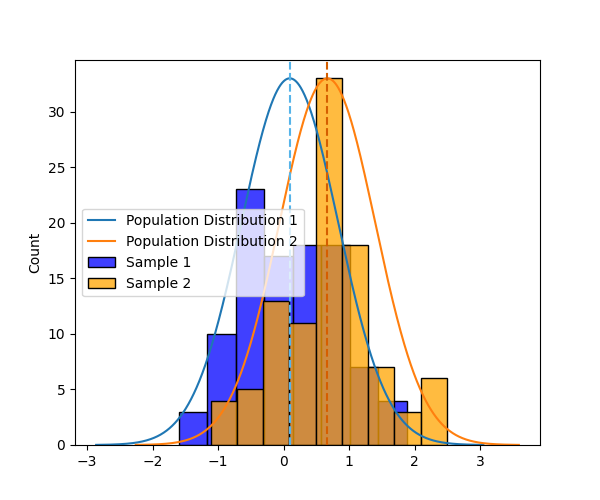 Count
30
25
20
15
10
5
0
Population Distribution 1
Population Distribution 2
Sample 1
Sample 2
−3 −2 −1 0 1 2 3